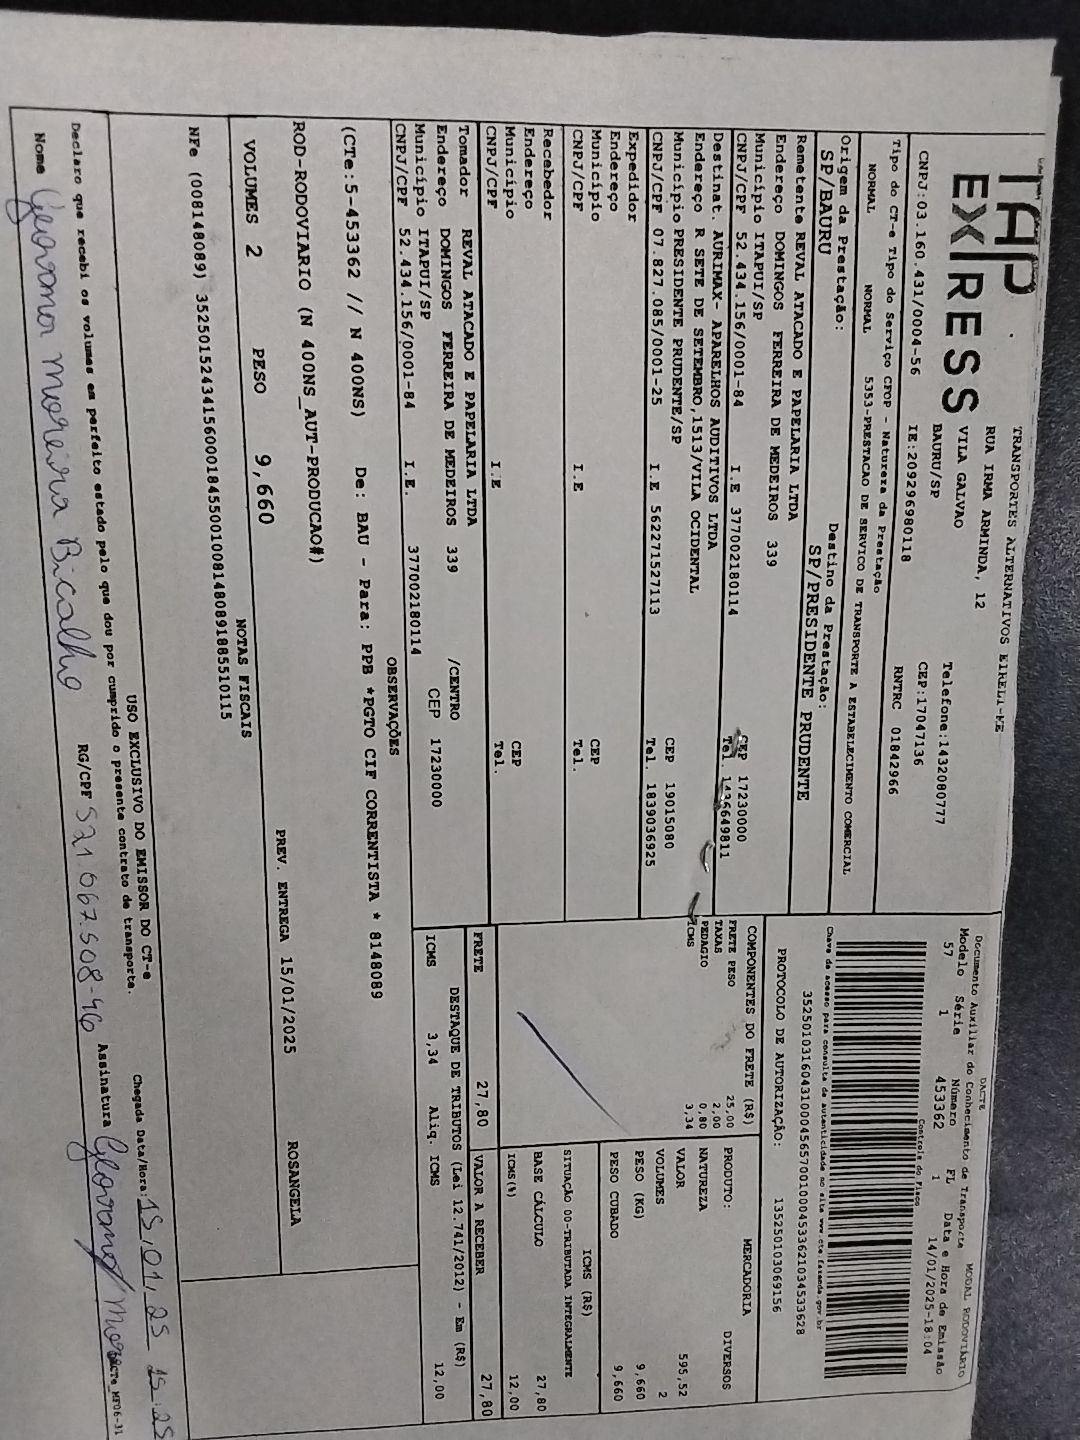 TAP
EX/RESS
TRANSPORTES ALTERNATIVOS EIRELI-ME
RUA IRMA ARMINDA, 12
VILA GALVAO
BAURU/SP
Telefone:1432080777
CEP:17047136
CNPJ:03.160.431/0004-56 IE:209296980118 RNTRC 01842966
Tipo do CT-e Tipo do Serviço CFOP - Natureza da Prestação
NORMAL NORMAL 5353-PRESTACAO DE SERVICO DE TRANSPORTE A ESTABELECIMENTO COMERCIAL
Origem da Prestação: Destino da Prestação:
SP/BAURU SP/PRESIDENTE PRUDENTE
DACTE
Documento Auxiliar do Conhecimento de Transporte MODAL RODOVIÁRIO
Modelo Série Número FL Data e Hora de Emissão
57 1 453362 1 14/01/2025-18:04
Controle do Fisco
Chave de acesso para consulta de autenticidade no site www.cte.fazenda.gov.br
35250103160431000456570010004533621034533628
PROTOCOLO DE AUTORIZAÇÃO: 135250103069156
Remetente REVAL ATACADO E PAPELARIA LTDA
Endereço DOMINGOS FERREIRA DE MEDEIROS 339
Município ITAPUI/SP CEP 17230000
CNPJ/CPF 52.434.156/0001-84 I.E 377002180114 Tel. 1436649811
Destinat. AURIMAX- APARELHOS AUDITIVOS LTDA
Endereço R SETE DE SETEMBRO,1513/VILA OCIDENTAL
Município PRESIDENTE PRUDENTE/SP CEP 19015080
CNPJ/CPF 07.827.085/0001-25 I.E 562271527113 Tel. 1839036925
Expedidor
Endereço
Município CEP
CNPJ/CPF I.E Tel.
Recebedor
Endereço
Município CEP
CNPJ/CPF I.E Tel.
Tomador REVAL ATACADO E PAPELARIA LTDA
Endereço DOMINGOS FERREIRA DE MEDEIROS 339 /CENTRO
Município ITAPUI/SP CEP 17230000
CNPJ/CPF 52.434.156/0001-84 I.E. 377002180114
COMPONENTES DO FRETE (R$)
FRETE PESO 25,00
TAXAS 2,00
PEDAGIO 0,80
ICMS 3,34
PRODUTO: MERCADORIA
NATUREZA DIVERSOS
VALOR 595,52
VOLUMES 2
PESO (KG) 9,660
PESO CUBADO 9,660
ICMS (R$)
SITUAÇÃO 00-TRIBUTADA INTEGRALMENTE
BASE CÁLCULO 27,80
ICMS(%) 12,00
FRETE 27,80 VALOR A RECEBER 27,80
DESTAQUE DE TRIBUTOS (Lei 12.741/2012) - Em (R$)
ICMS 3,34 Aliq. ICMS 12,00
OBSERVAÇÕES
(CTe:5-453362 // N 400NS) De: BAU - Para: PPB *PGTO CIF CORRENTISTA * 8148089
ROD-RODOVIARIO (N 400NS_AUT-PRODUCAO#)
PREV. ENTREGA 15/01/2025 ROSANGELA
VOLUMES 2 PESO 9,660
NOTAS FISCAIS
NFe (008148089) 35250152434156000184550010081480891885510115
USO EXCLUSIVO DO EMISSOR DO CT-e
Declaro que recebi os volumes em perfeito estado pelo que dou por cumprido o presente contrato de transporte.
Chegada Data/Hora: 15.01.25 15:25
Nome Geovana moreira Bicalho RG/CPF 521.067.508-46 Assinatura Geovana
DACTe_MF06-31